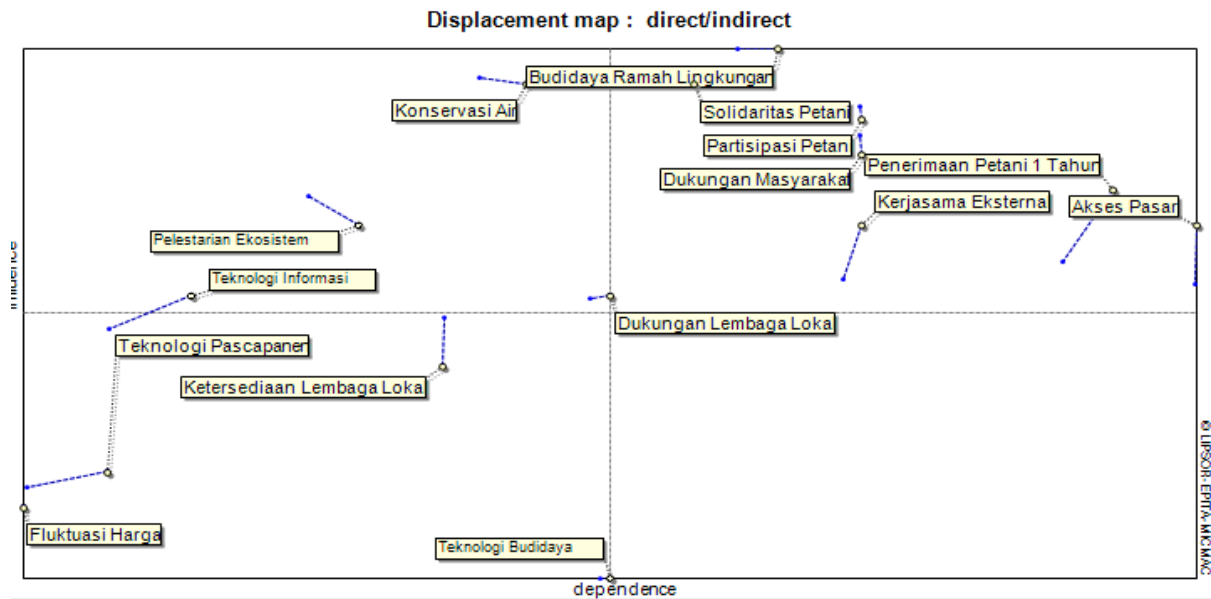 Displacement map : direct/indirect
Budidaya Ramah Lingkungan
Konservasi Air
Solidaritas Petani
Partisipasi Petan
Dukungan Masyarakat
Penerimaan Petani 1 Tahun
Kerjasama Eksterna
Akses Pasar
Pelestarian Ekosistem
Teknologi Informasi
Dukungan Lembaga Loka
Teknologi Pascapanen
Ketersediaan Lembaga Loka
Fluktuasi Harga
Teknologi Budidaya
dependence
© LIPSOR-EPITA-MICMAC